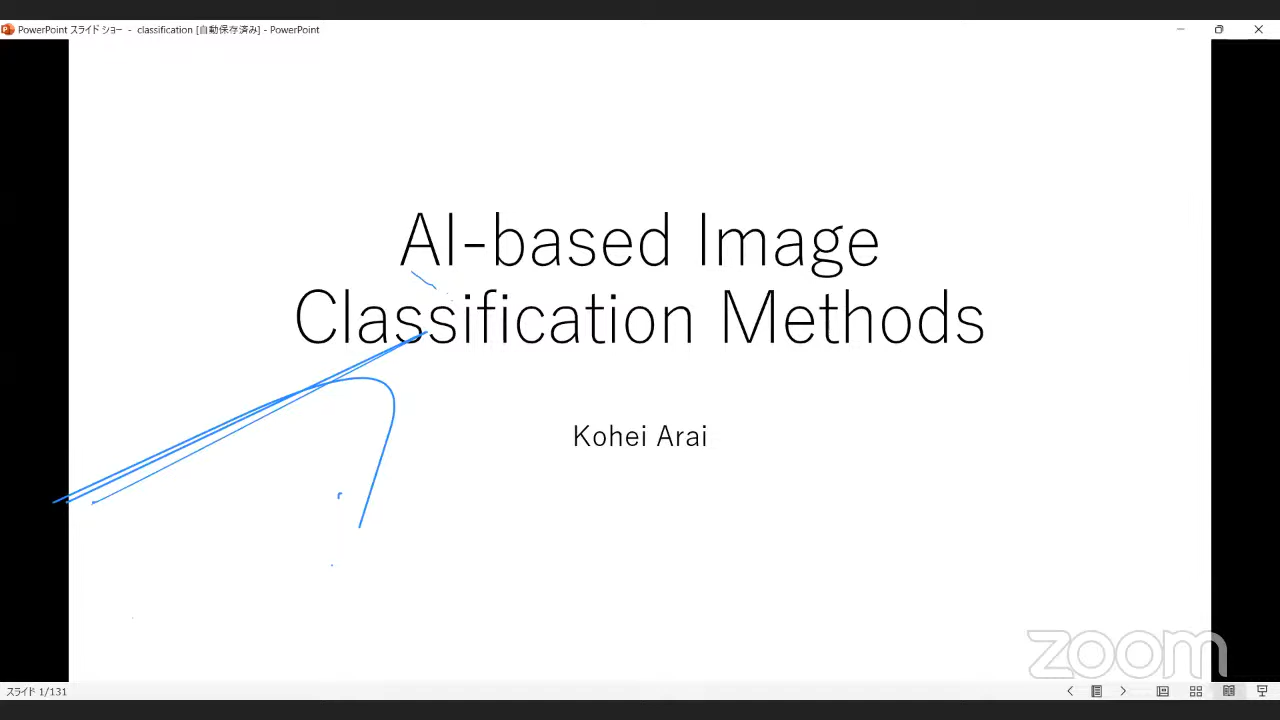 PowerPoint スライド ショー - classification [自動保存済み] - PowerPoint
AI-based Image
Classification Methods
Kohei Arai
zoom
スライド 1/131